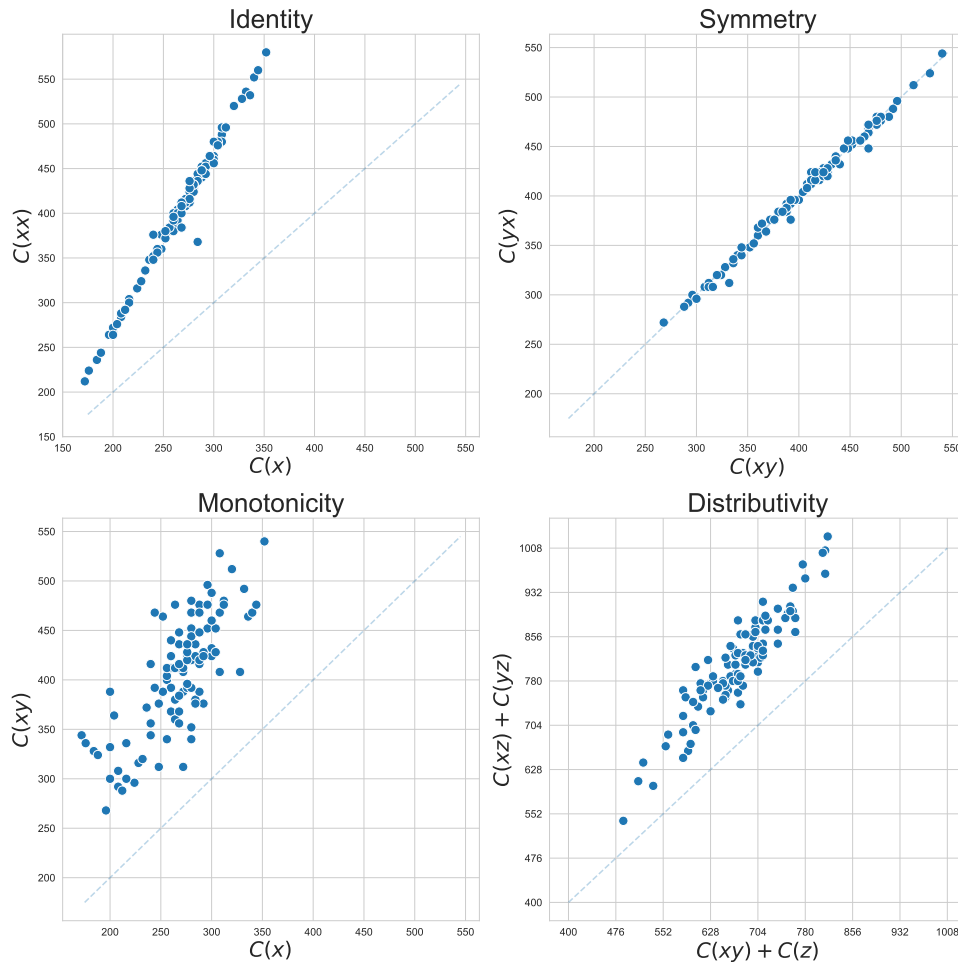 Identity
550
500
450
400
350
300
250
200
150
C(xx)
150 200 250 300 350 400 450 500 550
C(x)
Symmetry
550
500
450
400
350
300
250
200
C(yx)
200 250 300 350 400 450 500 550
C(xy)
Monotonicity
550
500
450
400
350
300
250
200
C(xy)
200 250 300 350 400 450 500 550
C(x)
Distributivity
1008
932
856
780
704
628
552
476
400
C(xz) + C(yz)
400 476 552 628 704 780 856 932 1008
C(xy) + C(z)